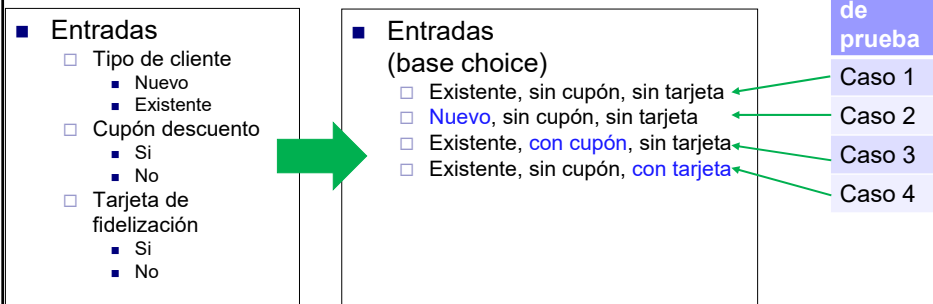 Entradas
Tipo de cliente
Nuevo
Existente
Cupón descuento
Si
No
Tarjeta de
fidelización
Si
No
Entradas
(base choice)
Existente, sin cupón, sin tarjeta
Nuevo, sin cupón, sin tarjeta
Existente, con cupón, sin tarjeta
Existente, sin cupón, con tarjeta
de
prueba
Caso 1
Caso 2
Caso 3
Caso 4